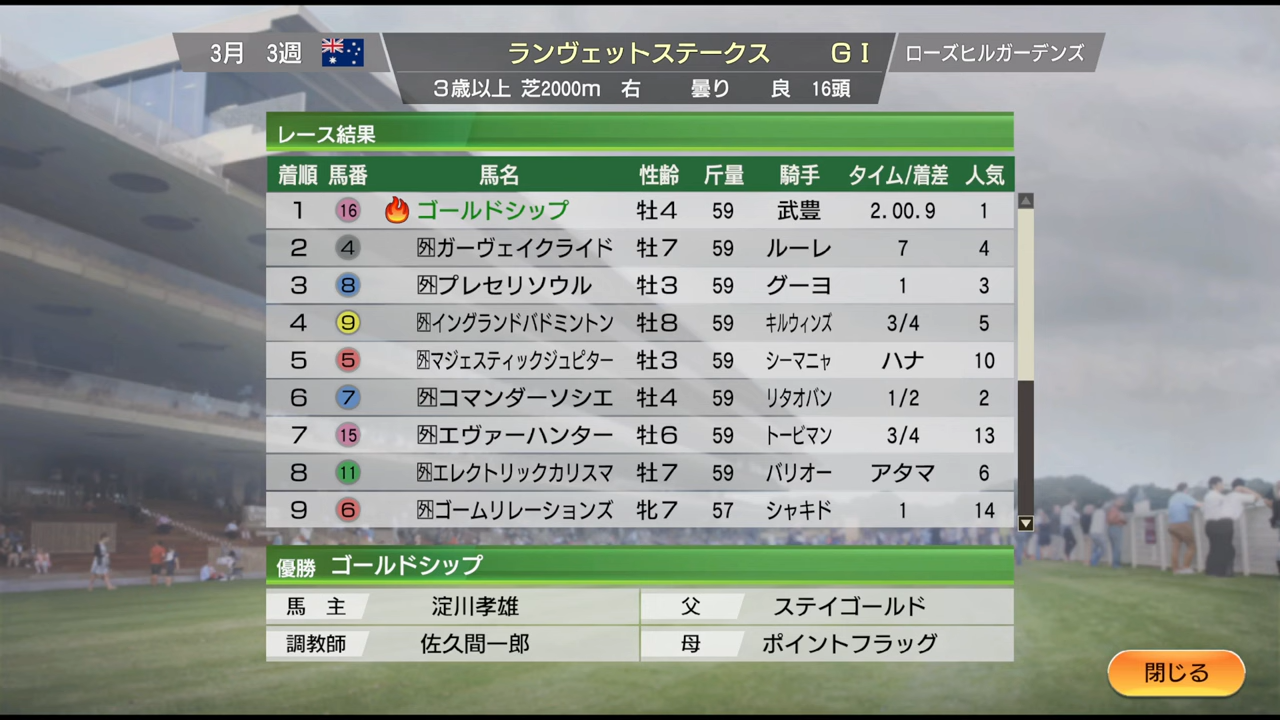 3月 3週 ランヴェットステークス GⅠ ローズヒルガーデンズ
3歳以上 芝2000m 右 曇り 良 16頭
レース結果
着順 馬番 馬名 性齢 斤量 騎手 タイム/着差 人気
1 16 ゴールドシップ 牡4 59 武豊 2.00.9 1
2 4 外ガーヴェイクライド 牡7 59 ルーレ 7 4
3 8 外プレセリソウル 牡3 59 グーヨ 1 3
4 9 外イングランドバドミントン 牡8 59 キルウィンズ 3/4 5
5 5 外マジェスティックジュピター 牡3 59 シーマニャ ハナ 10
6 7 外コマンダーソシエ 牡4 59 リタオバン 1/2 2
7 15 外エヴァーハンター 牡6 59 トービマン 3/4 13
8 11 外エレクトリックカリスマ 牡7 59 バリオー アタマ 6
9 6 外ゴームリレーションズ 牝7 57 シャキド 1 14
優勝 ゴールドシップ
馬主 淀川孝雄 父 ステイゴールド
調教師 佐久間一郎 母 ポイントフラッグ
閉じる